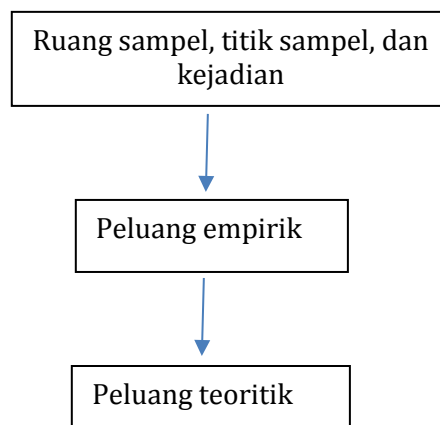 Ruang sampel, titik sampel, dan
kejadian
Peluang empirik
Peluang teoritik